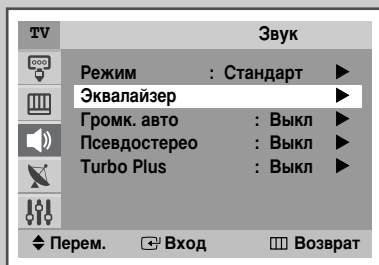 TV Звук
Режим : Стандарт
Эквалайзер
Громк. авто : Выкл
Псевдостерео : Выкл
Turbo Plus : Выкл
Перем. Вход Возврат